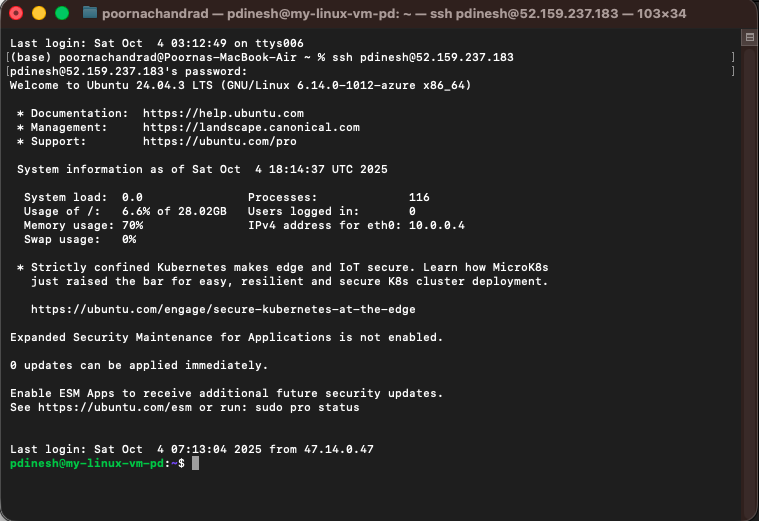 poornachandrad — pdinesh@my-linux-vm-pd: ~ — ssh pdinesh@52.159.237.183 — 103×34
Last login: Sat Oct  4 03:12:49 on ttys006
[(base) poornachandrad@Poornas-MacBook-Air ~ % ssh pdinesh@52.159.237.183 ]
[pdinesh@52.159.237.183's password: ]
Welcome to Ubuntu 24.04.3 LTS (GNU/Linux 6.14.0-1012-azure x86_64)

 * Documentation:  https://help.ubuntu.com
 * Management:     https://landscape.canonical.com
 * Support:        https://ubuntu.com/pro

 System information as of Sat Oct  4 18:14:37 UTC 2025

  System load:  0.0               Processes:             116
  Usage of /:   6.6% of 28.02GB   Users logged in:       0
  Memory usage: 70%               IPv4 address for eth0: 10.0.0.4
  Swap usage:   0%

 * Strictly confined Kubernetes makes edge and IoT secure. Learn how MicroK8s
   just raised the bar for easy, resilient and secure K8s cluster deployment.

   https://ubuntu.com/engage/secure-kubernetes-at-the-edge

Expanded Security Maintenance for Applications is not enabled.

0 updates can be applied immediately.

Enable ESM Apps to receive additional future security updates.
See https://ubuntu.com/esm or run: sudo pro status


Last login: Sat Oct  4 07:13:04 2025 from 47.14.0.47
pdinesh@my-linux-vm-pd:~$